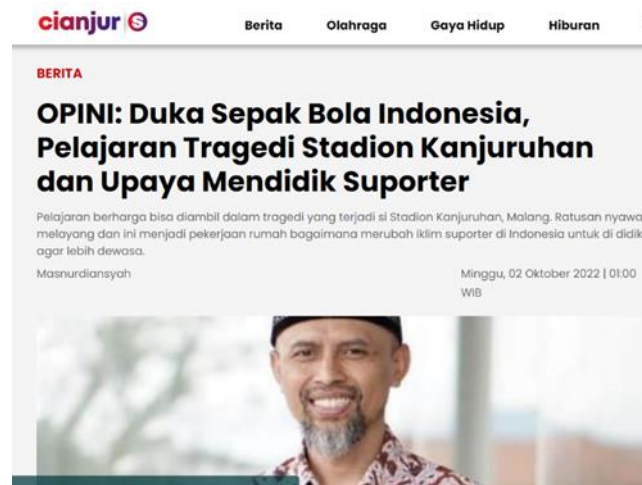 cianjur S
Berita Olahraga Gaya Hidup Hiburan
BERITA
OPINI: Duka Sepak Bola Indonesia,
Pelajaran Tragedi Stadion Kanjuruhan
dan Upaya Mendidik Suporter
Pelajaran berharga bisa diambil dalam tragedi yang terjadi si Stadion Kanjuruhan, Malang. Ratusan nyawa
melayang dan ini menjadi pekerjaan rumah bagaimana merubah iklim suporter di Indonesia untuk di didik
agar lebih dewasa.
Masnurdiansyah
Minggu, 02 Oktober 2022 | 01:00
WIB